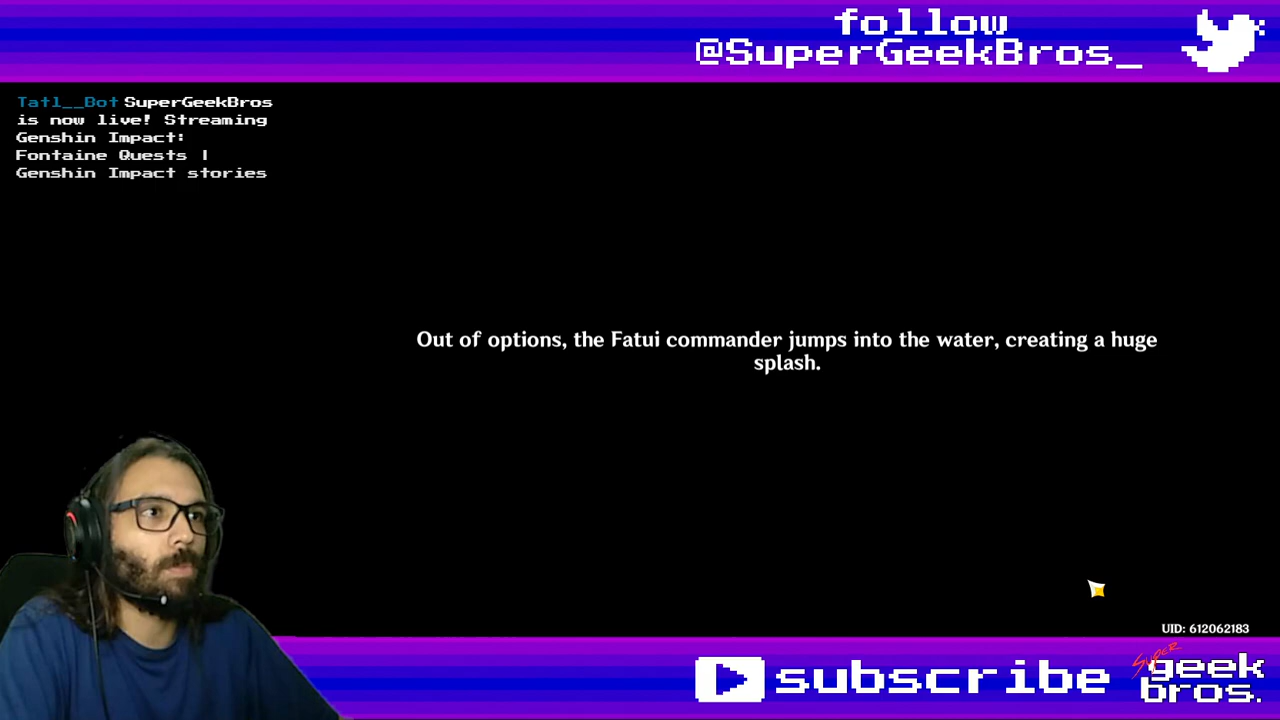 follow
@SuperGeekBros_
Tatl__Bot SuperGeekBros
is now live! Streaming
Genshin Impact:
Fontaine Quests |
Genshin Impact stories
Out of options, the Fatui commander jumps into the water, creating a huge
splash.
UID: 612062183
subscribe
SUPER
geek
bros.